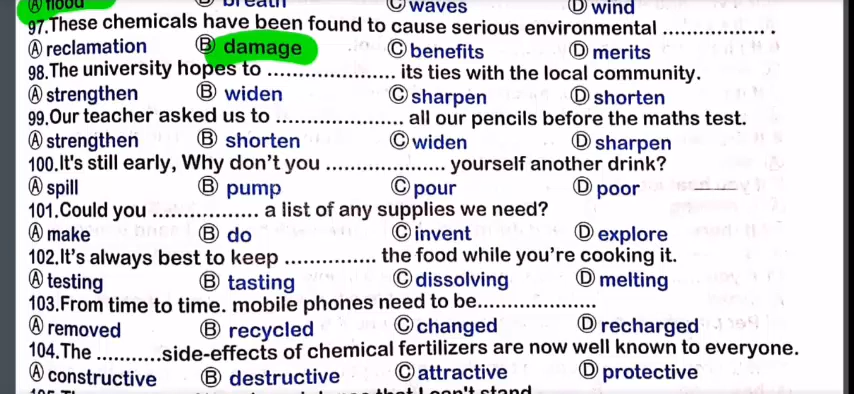 Ⓐ flood Ⓑ breath Ⓒ waves Ⓓ wind
97.These chemicals have been found to cause serious environmental ................. .
Ⓐ reclamation Ⓑ damage Ⓒ benefits Ⓓ merits
98.The university hopes to ..................... its ties with the local community.
Ⓐ strengthen Ⓑ widen Ⓒ sharpen Ⓓ shorten
99.Our teacher asked us to ..................... all our pencils before the maths test.
Ⓐ strengthen Ⓑ shorten Ⓒ widen Ⓓ sharpen
100.It's still early, Why don't you .................... yourself another drink?
Ⓐ spill Ⓑ pump Ⓒ pour Ⓓ poor
101.Could you ................. a list of any supplies we need?
Ⓐ make Ⓑ do Ⓒ invent Ⓓ explore
102.It's always best to keep ............... the food while you're cooking it.
Ⓐ testing Ⓑ tasting Ⓒ dissolving Ⓓ melting
103.From time to time. mobile phones need to be....................
Ⓐ removed Ⓑ recycled Ⓒ changed Ⓓ recharged
104.The ...........side-effects of chemical fertilizers are now well known to everyone.
Ⓐ constructive Ⓑ destructive Ⓒ attractive Ⓓ protective
that I can't stand